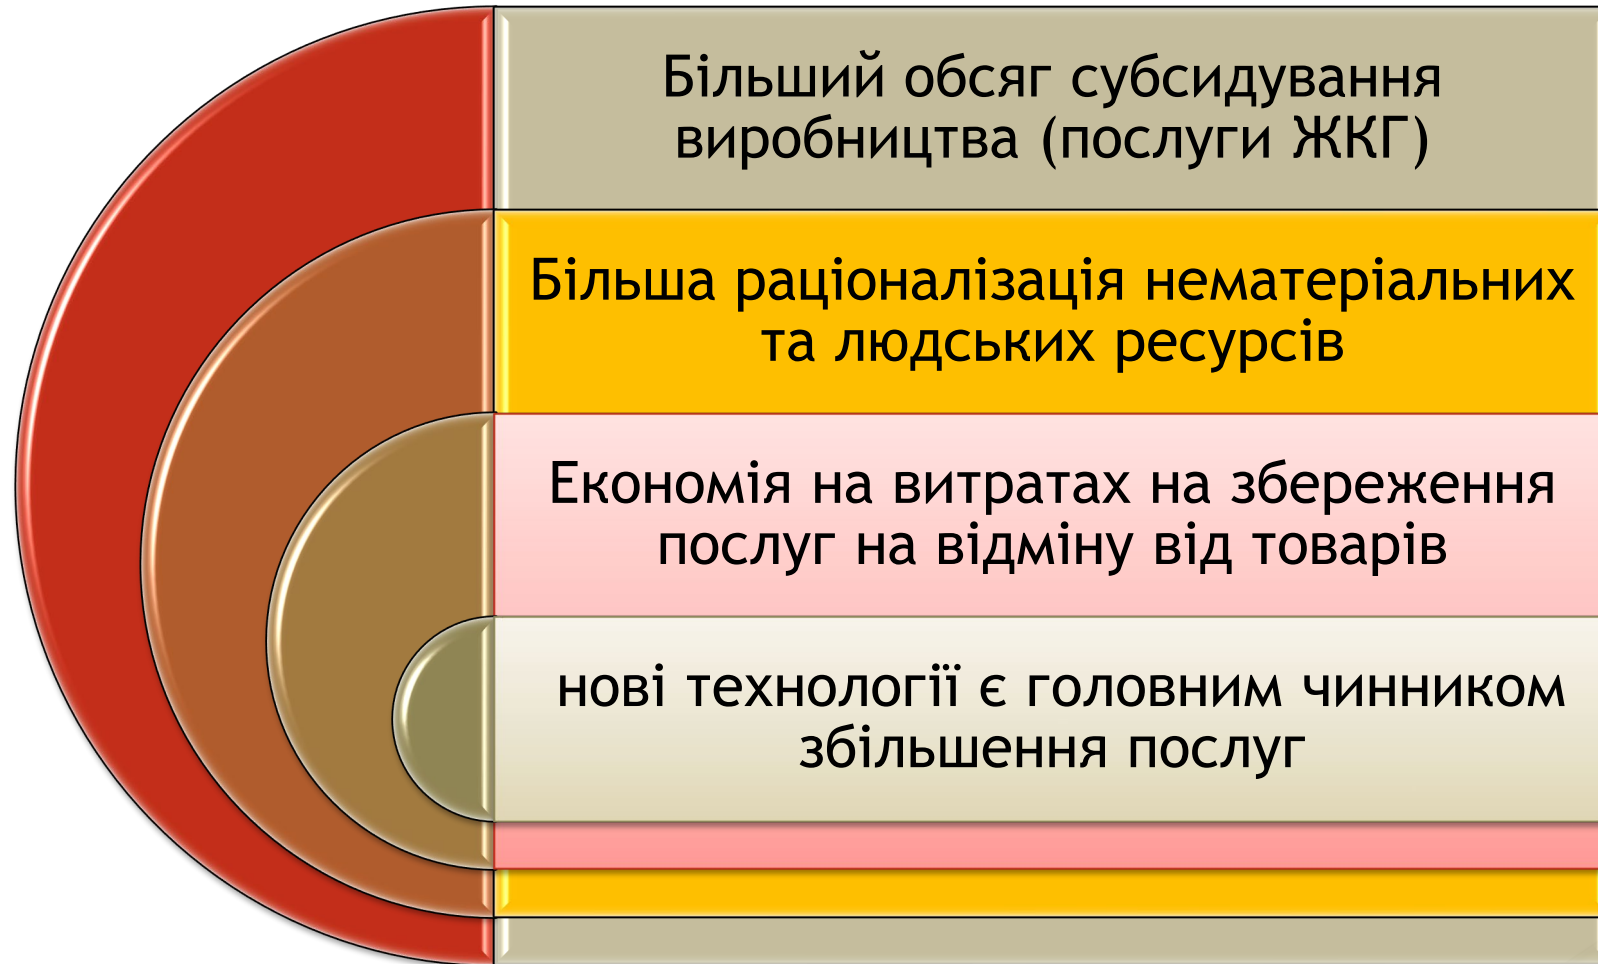 Більший обсяг субсидування
виробництва (послуги ЖКГ)
Більша раціоналізація нематеріальних
та людських ресурсів
Економія на витратах на збереження
послуг на відміну від товарів
нові технології є головним чинником
збільшення послуг